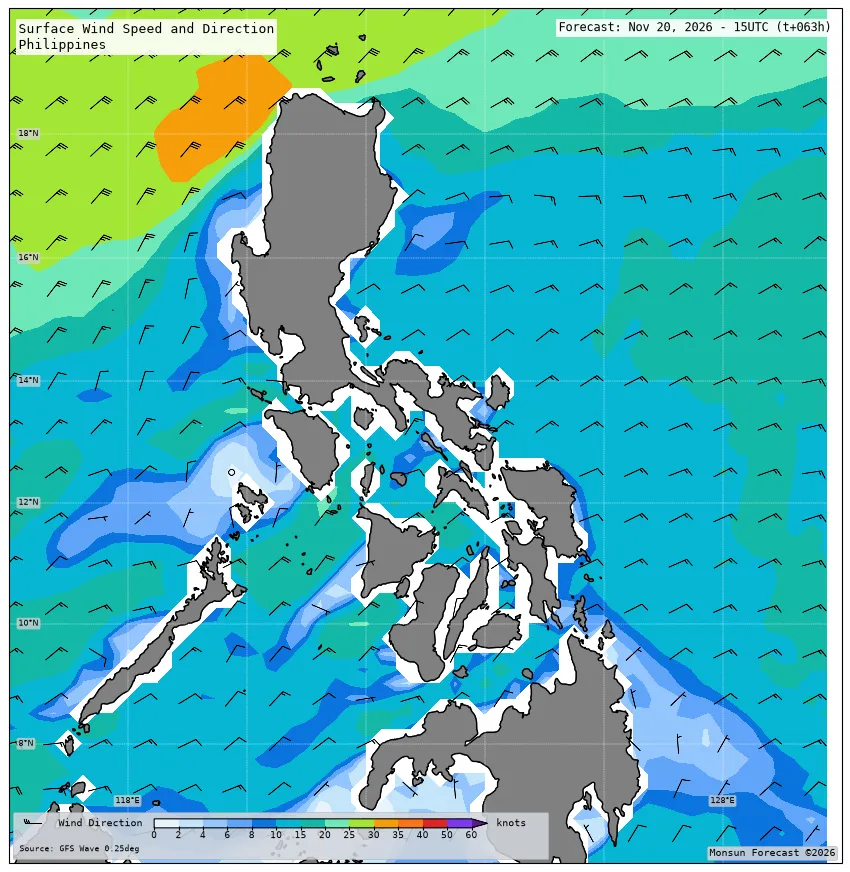 Surface Wind Speed and Direction
Philippines
Forecast: Nov 20, 2026 - 15UTC (t+063h)
18°N
16°N
14°N
12°N
10°N
8°N
118°E
128°E
Wind Direction
knots
0 2 4 6 8 10 15 20 25 30 35 40 50 60
Source: GFS Wave 0.25deg
Monsun Forecast ©2026